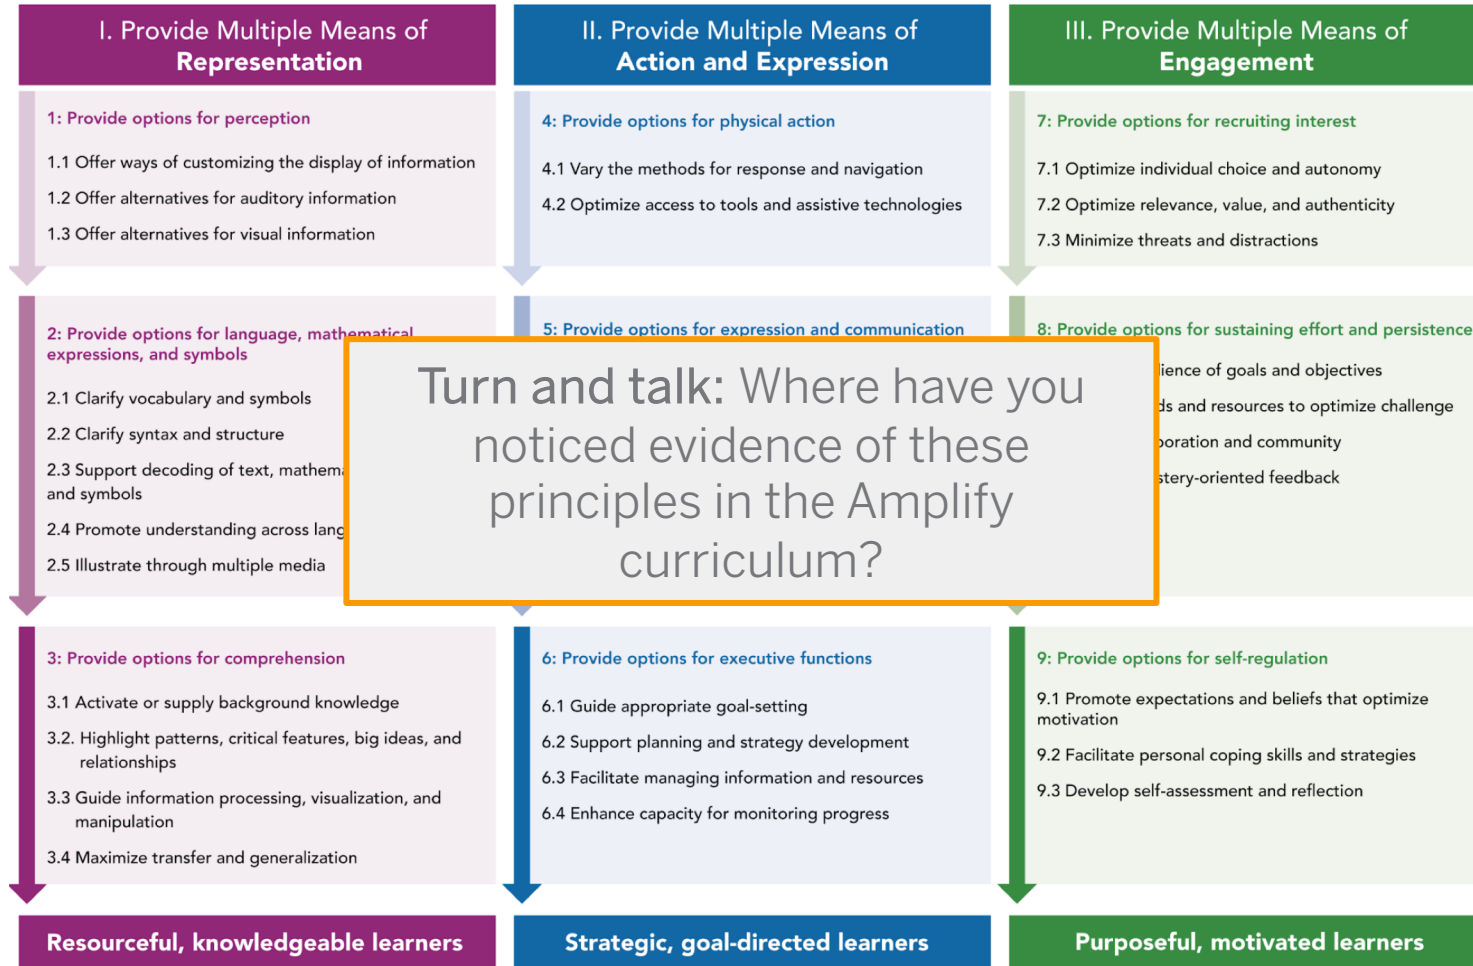 I. Provide Multiple Means of
Representation
1: Provide options for perception
1.1 Offer ways of customizing the display of information
1.2 Offer alternatives for auditory information
1.3 Offer alternatives for visual information
2: Provide options for language, mathematical
expressions, and symbols
2.1 Clarify vocabulary and symbols
2.2 Clarify syntax and structure
2.3 Support decoding of text,
and symbols
2.4 Promote understanding across
2.5 Illustrate through multiple media
3: Provide options for comprehension
3.1 Activate or supply background knowledge
3.2. Highlight patterns, critical features, big ideas, and
relationships
3.3 Guide information processing, visualization, and
manipulation
3.4 Maximize transfer and generalization
Resourceful, knowledgeable learners
II. Provide Multiple Means of
Action and Expression
4: Provide options for physical action
4.1 Vary the methods for response and navigation
4.2 Optimize access to tools and assistive technologies
5: Provide options for expression and communication
6: Provide options for executive functions
6.1 Guide appropriate goal-setting
6.2 Support planning and strategy development
6.3 Facilitate managing information and resources
6.4 Enhance capacity for monitoring progress
Strategic, goal-directed learners
III. Provide Multiple Means of
Engagement
7: Provide options for recruiting interest
7.1 Optimize individual choice and autonomy
7.2 Optimize relevance, value, and authenticity
7.3 Minimize threats and distractions
8: Provide options for sustaining effort and persistence
of goals and objectives
and resources to optimize challenge
and community
feedback
9: Provide options for self-regulation
9.1 Promote expectations and beliefs that optimize
motivation
9.2 Facilitate personal coping skills and strategies
9.3 Develop self-assessment and reflection
Purposeful, motivated learners
Turn and talk: Where have you
noticed evidence of these
principles in the Amplify
curriculum?